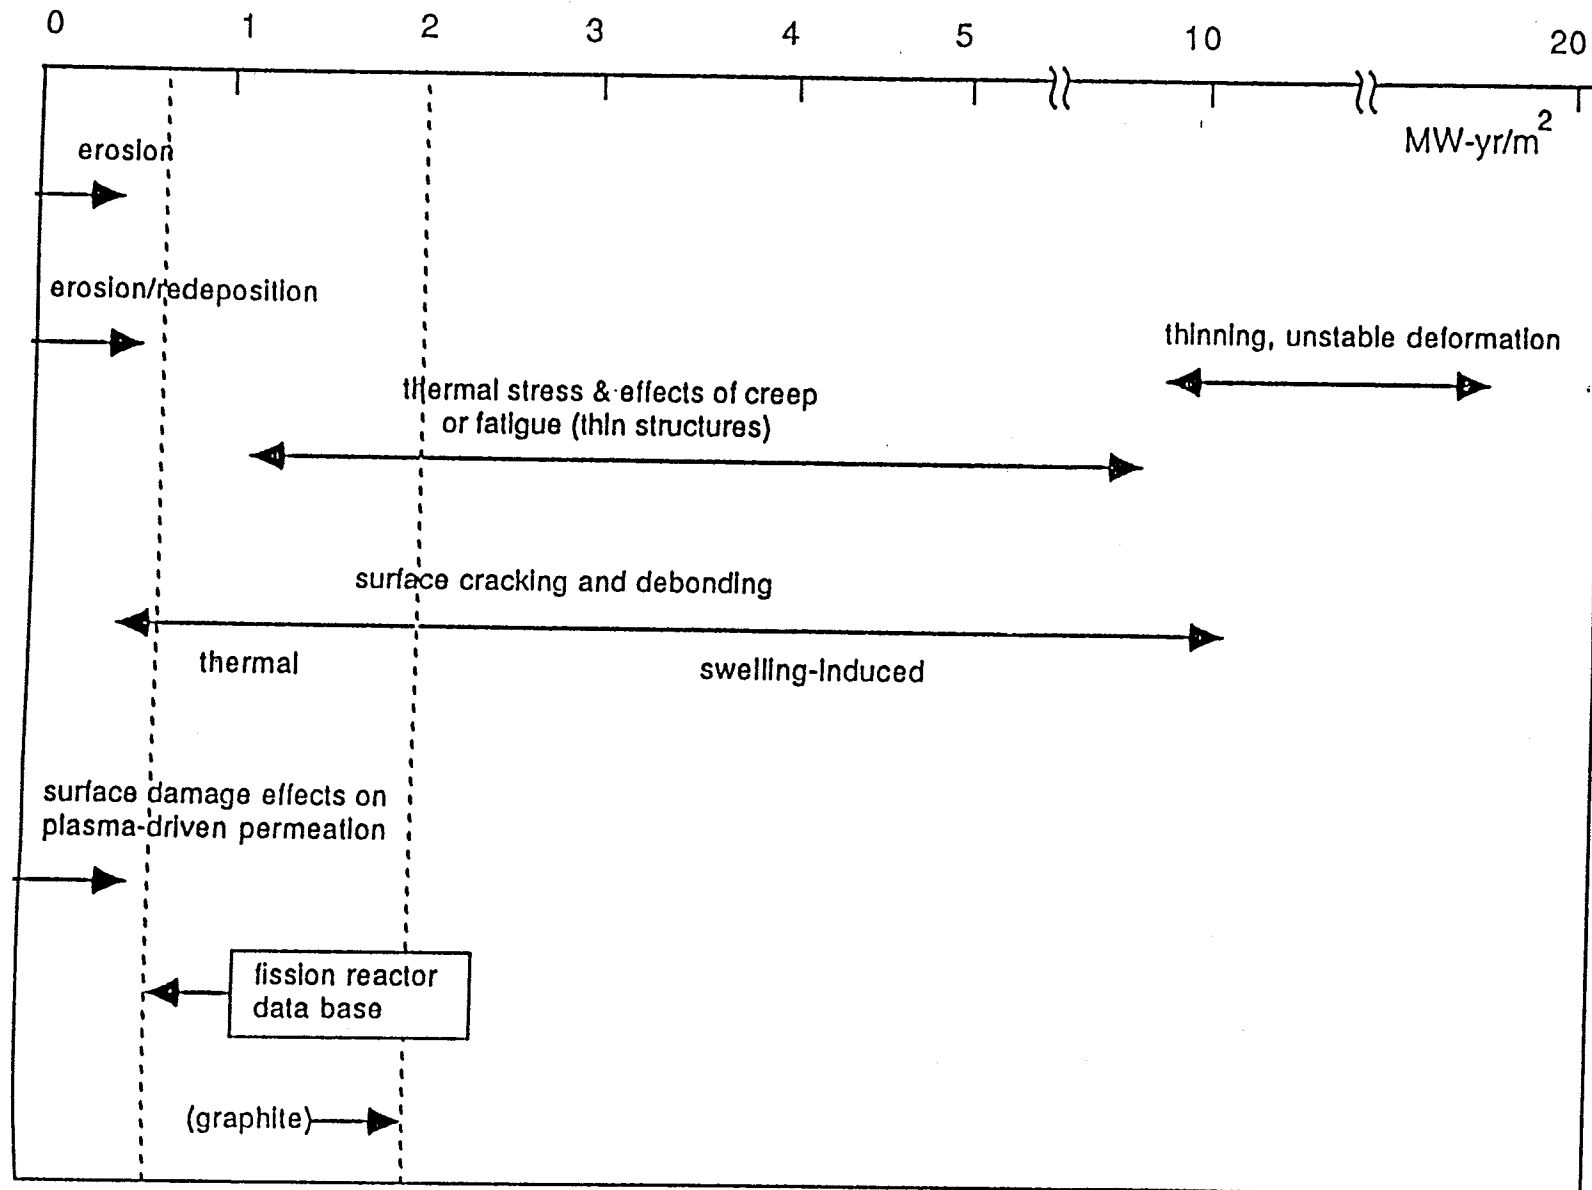 0 1 2 3 4 5 10 20
MW-yr/m²
erosion
erosion/redeposition
thinning, unstable deformation
thermal stress & effects of creep
or fatigue (thin structures)
surface cracking and debonding
thermal
swelling-induced
surface damage effects on
plasma-driven permeation
fission reactor
data base
(graphite)